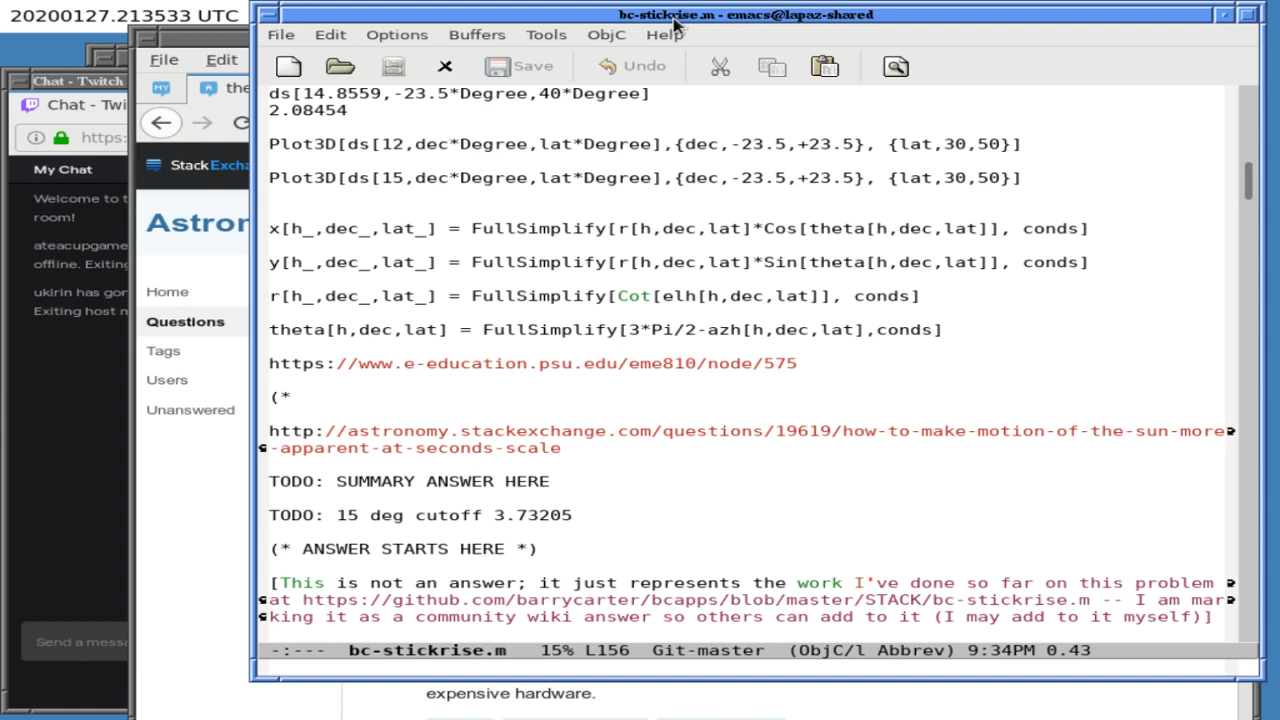 20200127.213533 UTC
bc-stickrise.m - emacs@lapaz-shared
File Edit Options Buffers Tools ObjC Help
Save Undo
ds[14.8559,-23.5*Degree,40*Degree]
2.08454
Plot3D[ds[12,dec*Degree,lat*Degree],{dec,-23.5,+23.5}, {lat,30,50}]
Plot3D[ds[15,dec*Degree,lat*Degree],{dec,-23.5,+23.5}, {lat,30,50}]
x[h_,dec_,lat_] = FullSimplify[r[h,dec,lat]*Cos[theta[h,dec,lat]], conds]
y[h_,dec_,lat_] = FullSimplify[r[h,dec,lat]*Sin[theta[h,dec,lat]], conds]
r[h_,dec_,lat_] = FullSimplify[Cot[elh[h,dec,lat]], conds]
theta[h,dec,lat] = FullSimplify[3*Pi/2-azh[h,dec,lat],conds]
https://www.e-education.psu.edu/eme810/node/575
(*
http://astronomy.stackexchange.com/questions/19619/how-to-make-motion-of-the-sun-more
-apparent-at-seconds-scale
TODO: SUMMARY ANSWER HERE
TODO: 15 deg cutoff 3.73205
(* ANSWER STARTS HERE *)
[This is not an answer; it just represents the work I've done so far on this problem
at https://github.com/barrycarter/bcapps/blob/master/STACK/bc-stickrise.m -- I am mar
king it as a community wiki answer so others can add to it (I may add to it myself)]
-:--- bc-stickrise.m 15% L156 Git-master (ObjC/l Abbrev) 9:34PM 0.43
File Edit
MY
the
StackExcha
Astron
Home
Questions
Tags
Users
Unanswered
expensive hardware.
Chat - Twitch
Chat - Twi
https:
My Chat
Welcome to t
room!
ateacupgame
offline. Exiting
ukirin has gon
Exiting host m
Send a messa